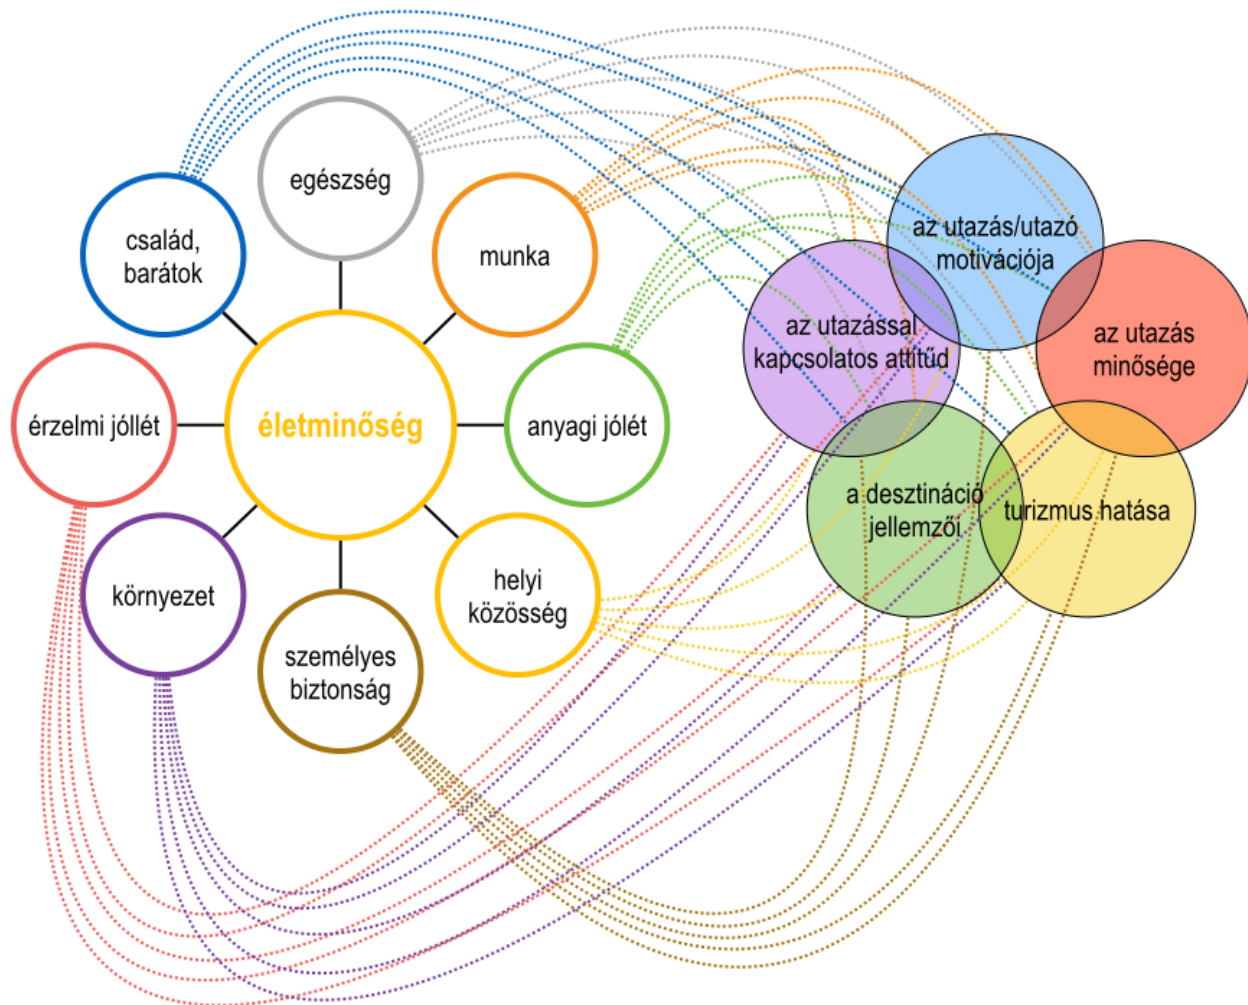 egészség
család,
barátok
munka
érzelmi jóllét
életminőség
anyagi jólét
környezet
helyi
közösség
személyes
biztonság
az utazás/utazó
motivációja
az utazással
kapcsolatos attitűd
az utazás
minősége
a desztináció
jellemzői
turizmus hatása